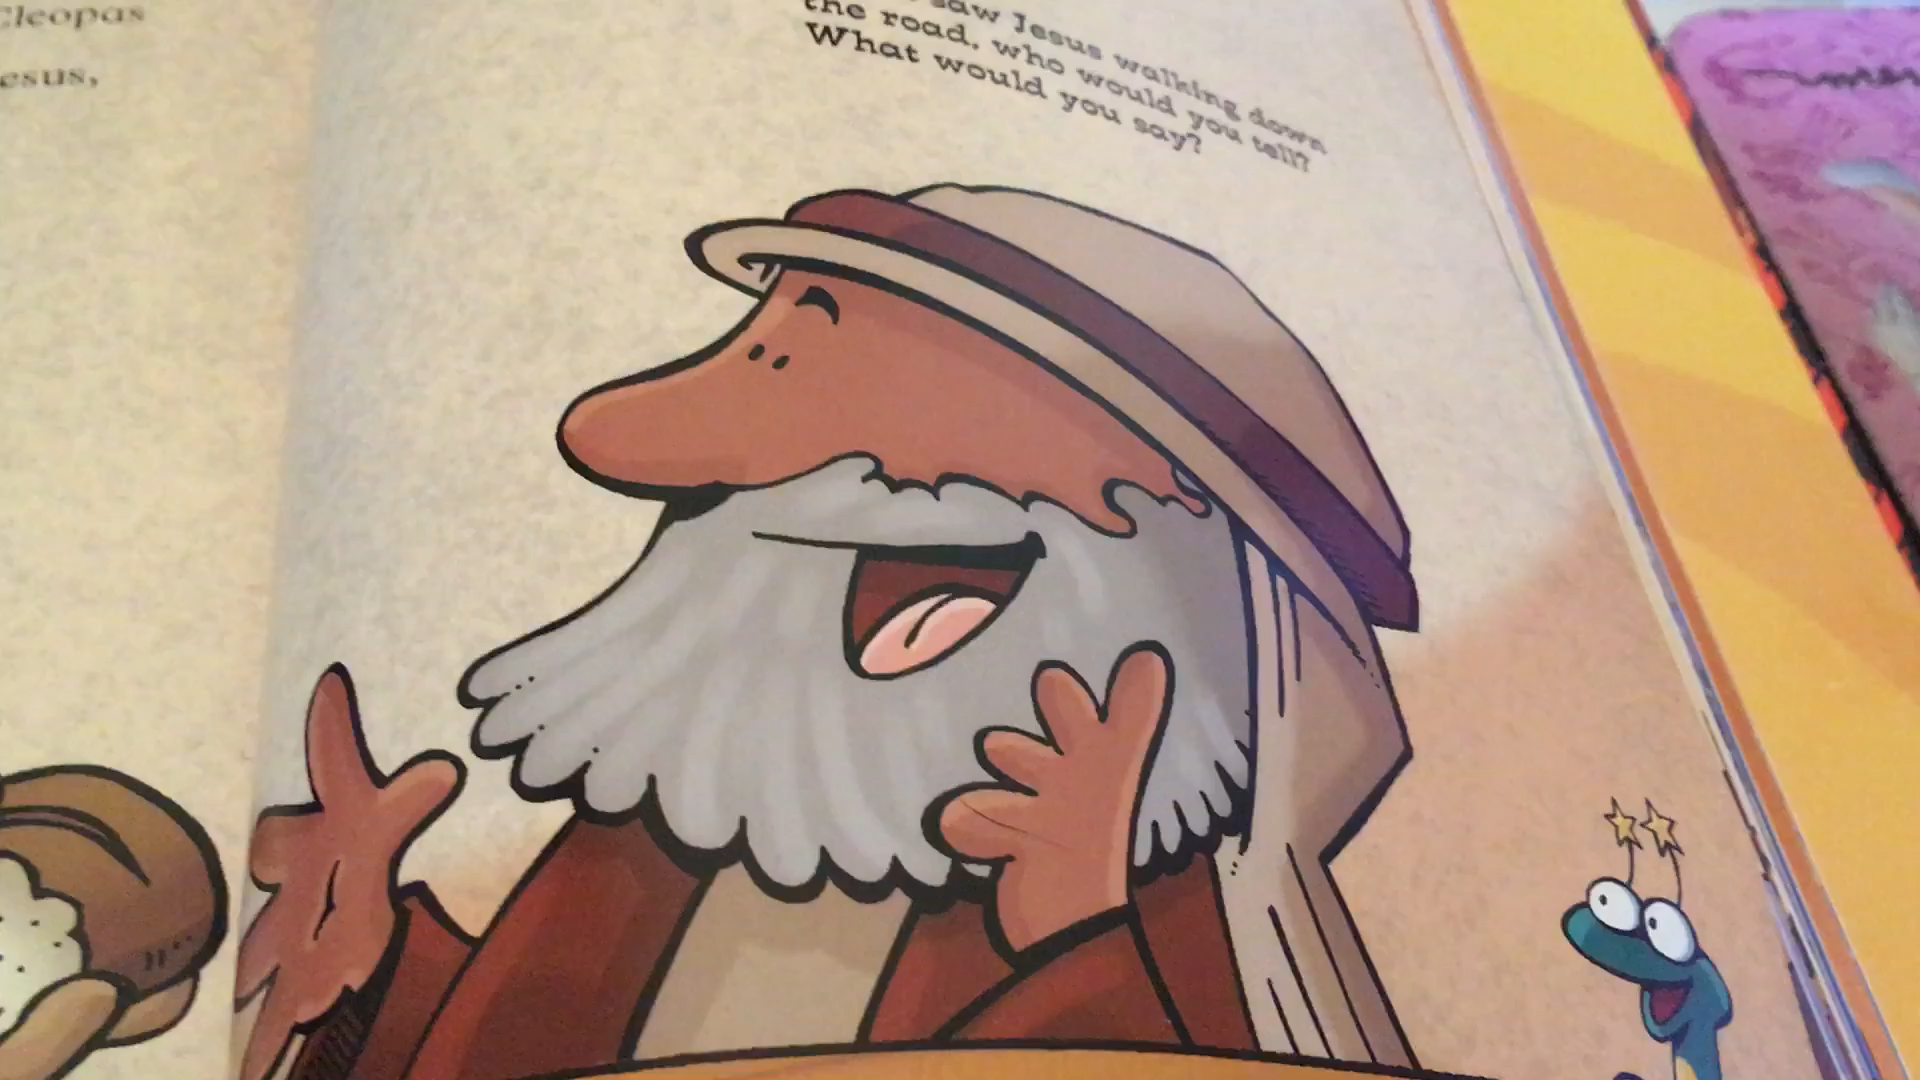 Cleopas
esus,
saw Jesus walking down
the road, who would you tell?
What would you say?